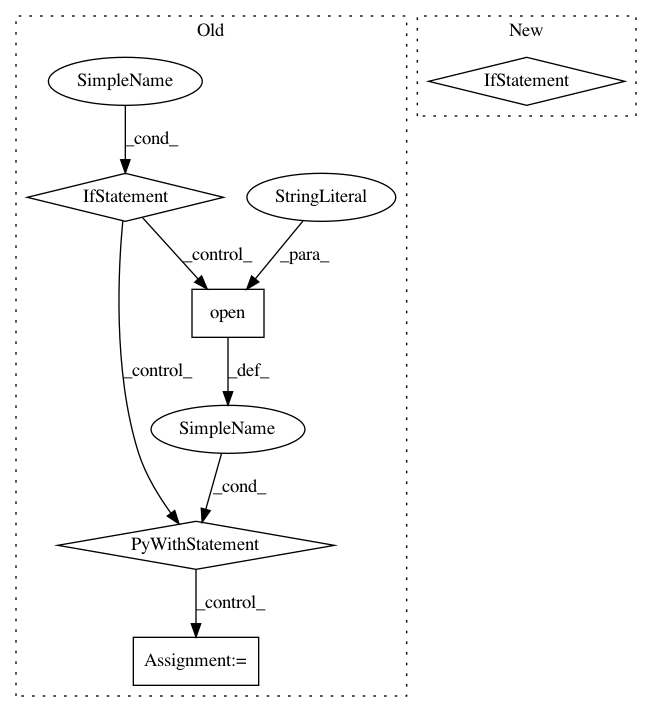 Old
New
SimpleName
IfStatement
_cond_
IfStatement
StringLiteral
_control_
_para_
open
_control_
_def_
SimpleName
_cond_
PyWithStatement
_control_
Assignment:=